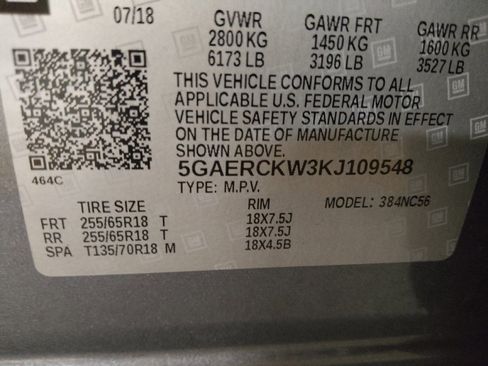 07/18 GVWR GAWR FRT GAWR RR
2800 KG 1450 KG 1600 KG
6173 LB 3196 LB 3527 LB
THIS VEHICLE CONFORMS TO ALL
APPLICABLE U.S. FEDERAL MOTOR
VEHICLE SAFETY STANDARDS IN EFFECT
ON THE DATE OF MANUFACTURE
SHOWN ABOVE.
464C
5GAERCKW3KJ109548
TYPE: M.P.V. MODEL: 384NC56
TIRE SIZE RIM
FRT 255/65R18 T 18X7.5J
RR 255/65R18 T 18X7.5J
SPA T135/70R18 M 18X4.5B